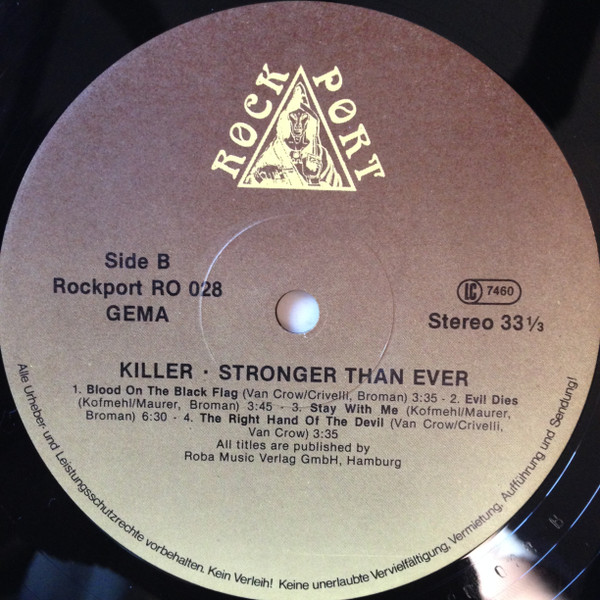 ROCK PORT
Side B
Rockport RO 028
GEMA
LC 7460
Stereo 33 1/3
KILLER · STRONGER THAN EVER
1. Blood On The Black Flag (Van Crow/Crivelli, Broman) 3:35 - 2. Evil Dies
(Kofmehl/Maurer, Broman) 3:45 - 3. Stay With Me (Kofmehl/Maurer,
Broman) 6:30 - 4. The Right Hand Of The Devil (Van Crow/Crivelli,
Van Crow) 3:35
All titles are published by
Roba Music Verlag GmbH, Hamburg
Alle Urheber- und Leistungsschutzrechte vorbehalten. Kein Verleih! Keine unerlaubte Vervielfältigung, Vermietung, Aufführung und Sendung!